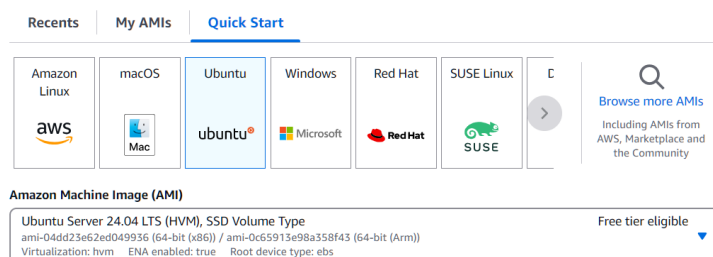 Recents My AMIs Quick Start
Amazon Linux
aws
macOS
Mac
Ubuntu
ubuntu
Windows
Microsoft
Red Hat
Red Hat
SUSE Linux
SUSE
D
Browse more AMIs
Including AMIs from
AWS, Marketplace and
the Community
Amazon Machine Image (AMI)
Ubuntu Server 24.04 LTS (HVM), SSD Volume Type Free tier eligible
ami-04dd23e62ed049936 (64-bit (x86)) / ami-0c65913e98a358f43 (64-bit (Arm))
Virtualization: hvm ENA enabled: true Root device type: ebs